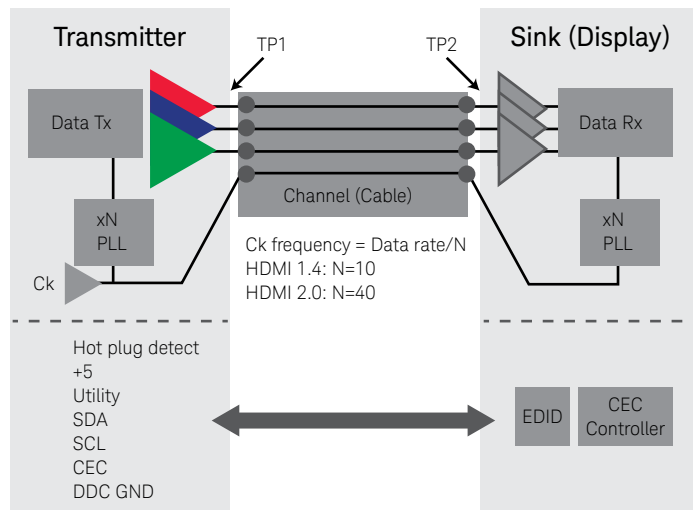 Transmitter
TP1
TP2
Sink (Display)
Data Tx
Data Rx
Channel (Cable)
xN
PLL
xN
PLL
Ck
Ck frequency = Data rate/N
HDMI 1.4: N=10
HDMI 2.0: N=40
Hot plug detect
+5
Utility
SDA
SCL
CEC
DDC GND
EDID
CEC
Controller